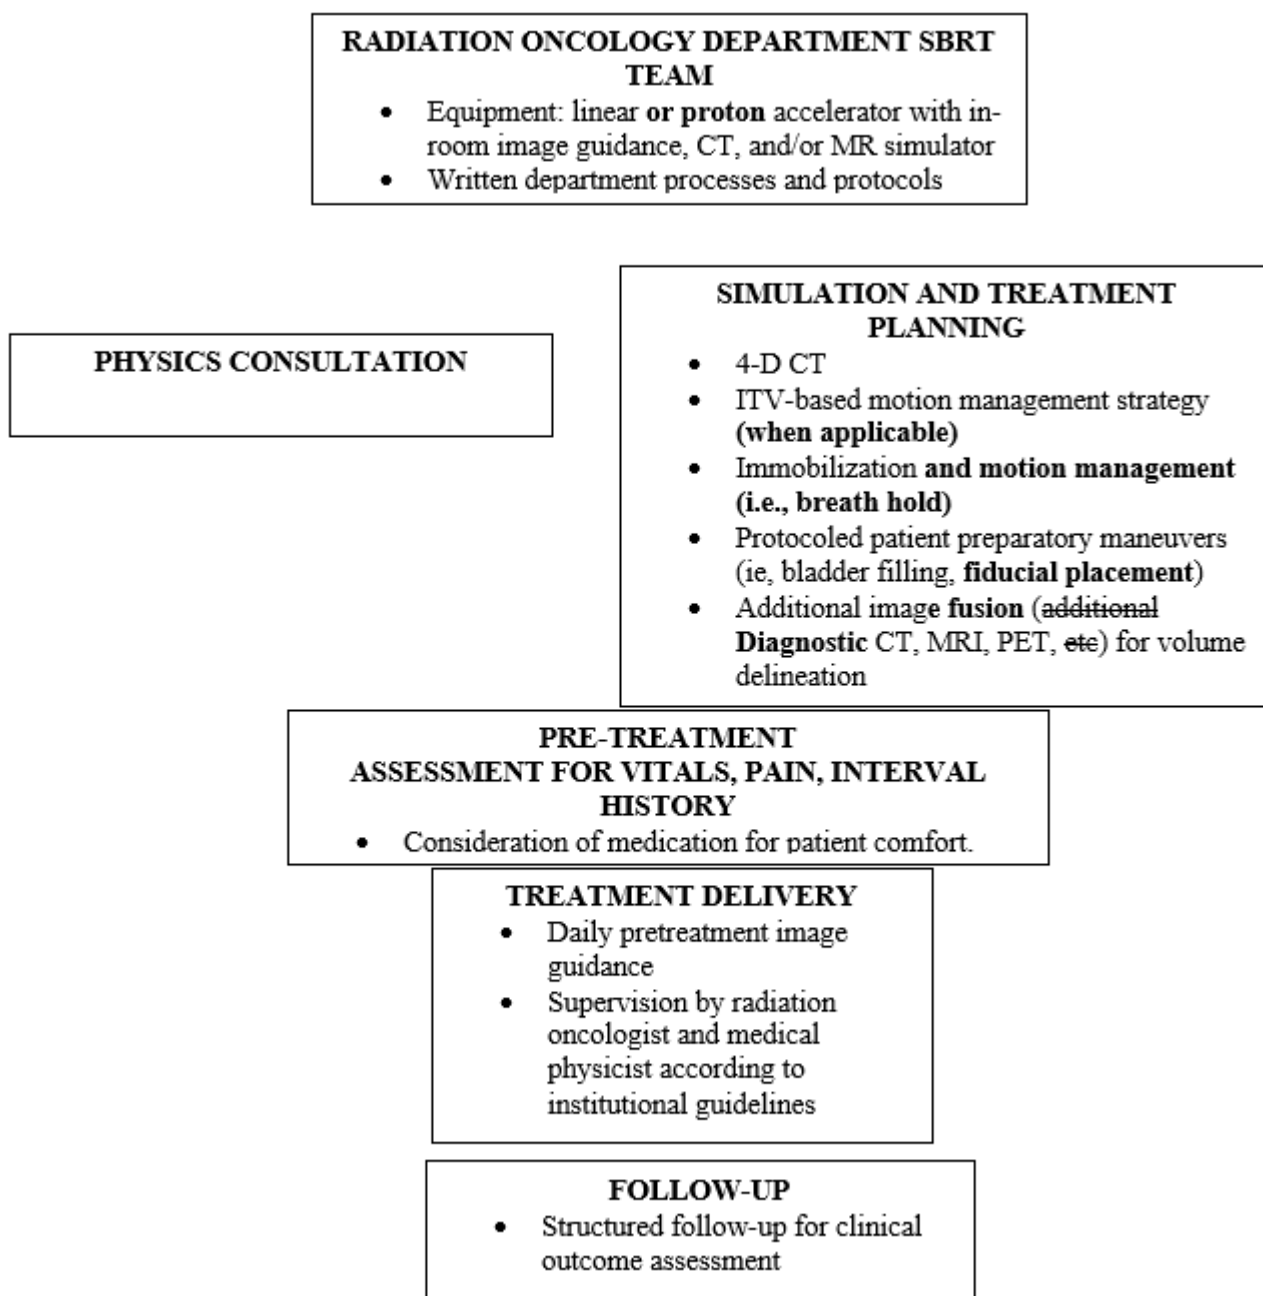 RADIATION ONCOLOGY DEPARTMENT SBRT
TEAM
• Equipment: linear or proton accelerator with in-
room image guidance, CT, and/or MR simulator
• Written department processes and protocols
PHYSICS CONSULTATION
SIMULATION AND TREATMENT
PLANNING
• 4-D CT
• ITV-based motion management strategy
(when applicable)
• Immobilization and motion management
(i.e., breath hold)
• Protocoled patient preparatory maneuvers
(ie, bladder filling, fiducial placement)
• Additional image fusion (additional
Diagnostic CT, MRI, PET, etc) for volume
delineation
PRE-TREATMENT
ASSESSMENT FOR VITALS, PAIN, INTERVAL
HISTORY
• Consideration of medication for patient comfort.
TREATMENT DELIVERY
• Daily pretreatment image
guidance
• Supervision by radiation
oncologist and medical
physicist according to
institutional guidelines
FOLLOW-UP
• Structured follow-up for clinical
outcome assessment